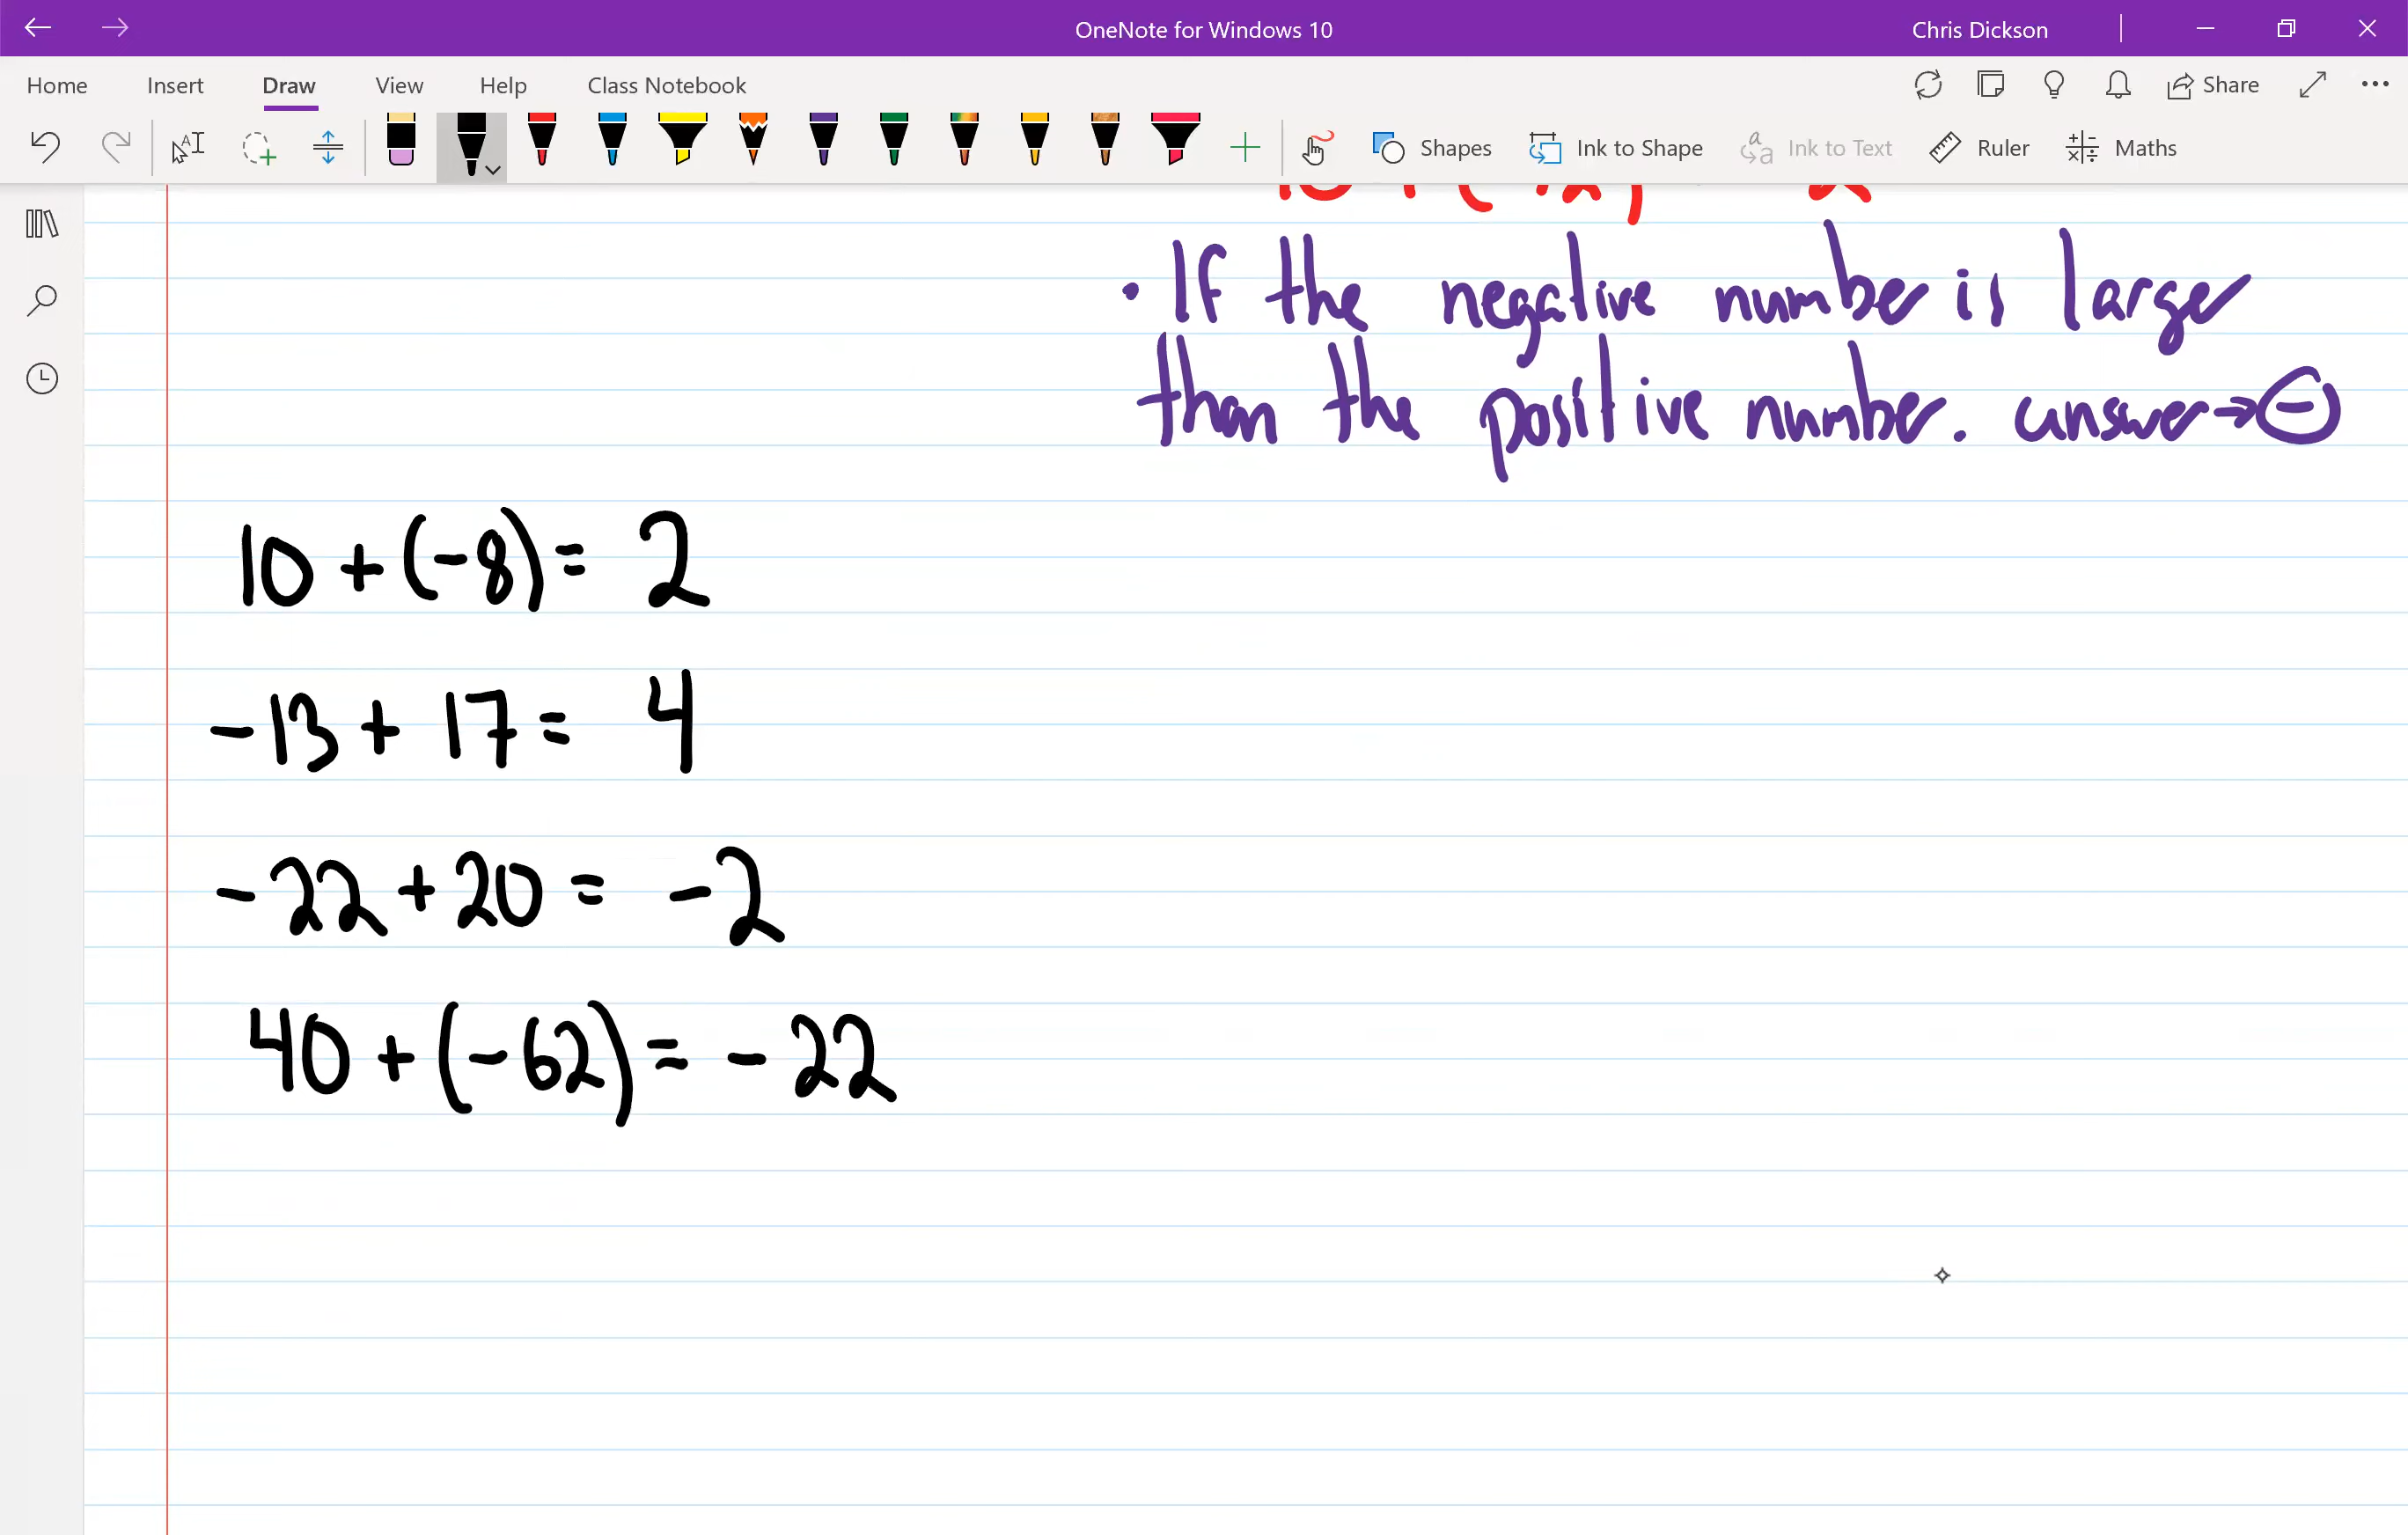 OneNote for Windows 10
Chris Dickson
Home Insert Draw View Help Class Notebook Share
Shapes Ink to Shape Ink to Text Ruler Maths
• If the negative number is large
than the positive number. answer → -
10 + (-8) = 2
-13 + 17 = 4
-22 + 20 = -2
40 + (-62) = -22